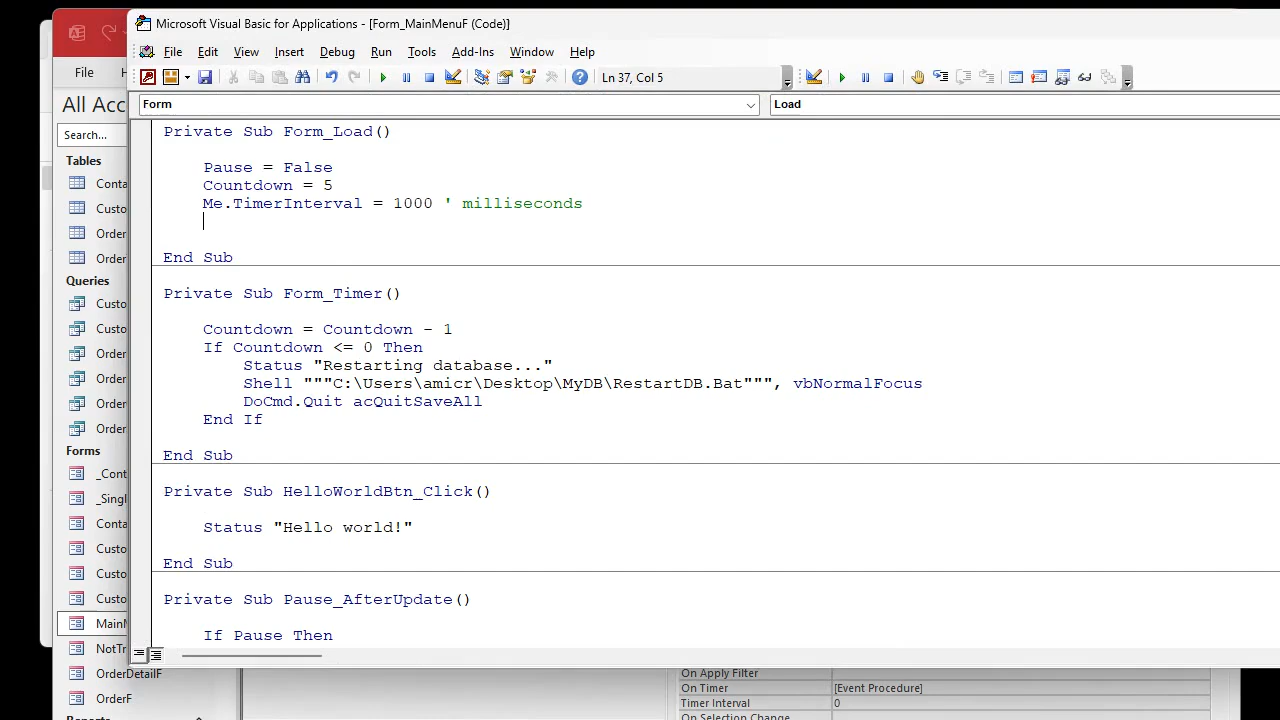 Microsoft Visual Basic for Applications - [Form_MainMenuF (Code)]
File Edit View Insert Debug Run Tools Add-Ins Window Help
Ln 37, Col 5
Form
Load
File
All Acc
Search...
Tables
Conta
Custo
Order
Order
Queries
Custo
Custo
Order
Order
Order
Order
Forms
_Cont
_Singl
Conta
Custo
Custo
Custo
MainM
NotTr
OrderDetailF
OrderF
Private Sub Form_Load()
Pause = False
Countdown = 5
Me.TimerInterval = 1000 ' milliseconds
End Sub
Private Sub Form_Timer()
Countdown = Countdown - 1
If Countdown <= 0 Then
Status "Restarting database..."
Shell """C:\Users\amicr\Desktop\MyDB\RestartDB.Bat""", vbNormalFocus
DoCmd.Quit acQuitSaveAll
End If
End Sub
Private Sub HelloWorldBtn_Click()
Status "Hello world!"
End Sub
Private Sub Pause_AfterUpdate()
If Pause Then
On Apply Filter
On Timer [Event Procedure]
Timer Interval 0
On Selection Change